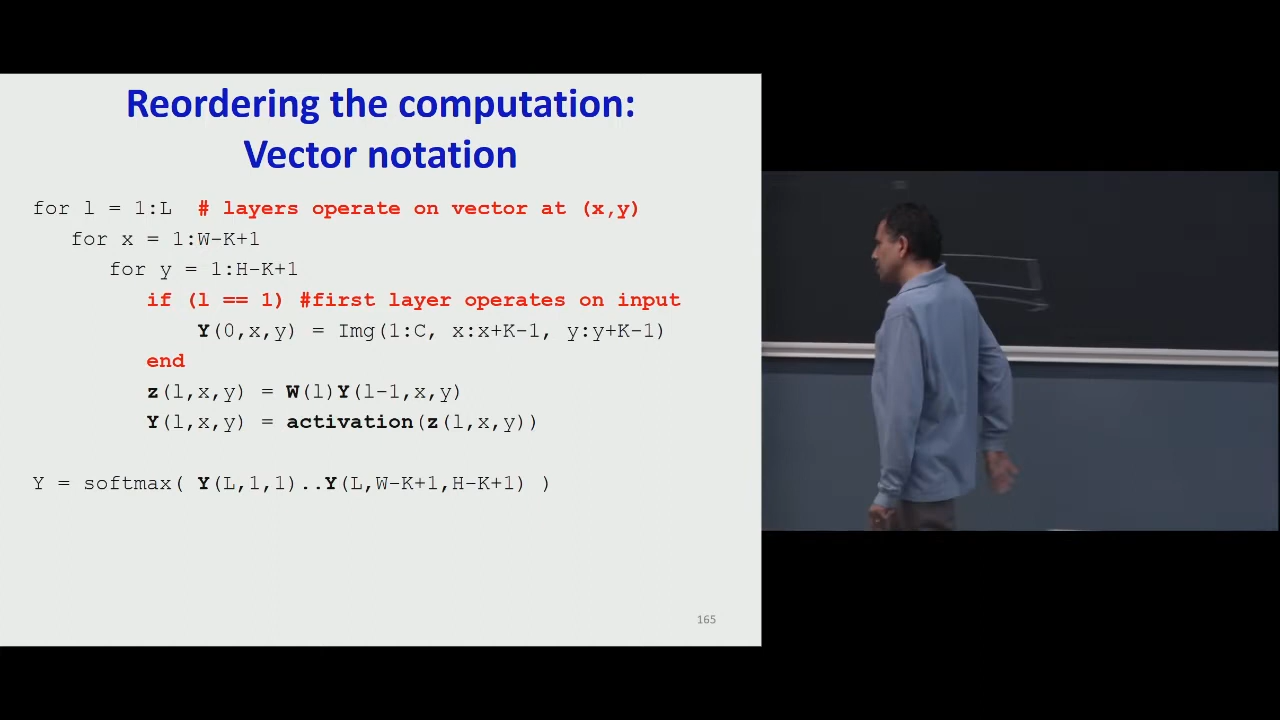 Reordering the computation:
Vector notation
for l = 1:L  # layers operate on vector at (x,y)
for x = 1:W-K+1
for y = 1:H-K+1
if (l == 1) #first layer operates on input
Y(0,x,y) = Img(1:C, x:x+K-1, y:y+K-1)
end
z(l,x,y) = W(l)Y(l-1,x,y)
Y(l,x,y) = activation(z(l,x,y))
Y = softmax( Y(L,1,1)..Y(L,W-K+1,H-K+1) )
165